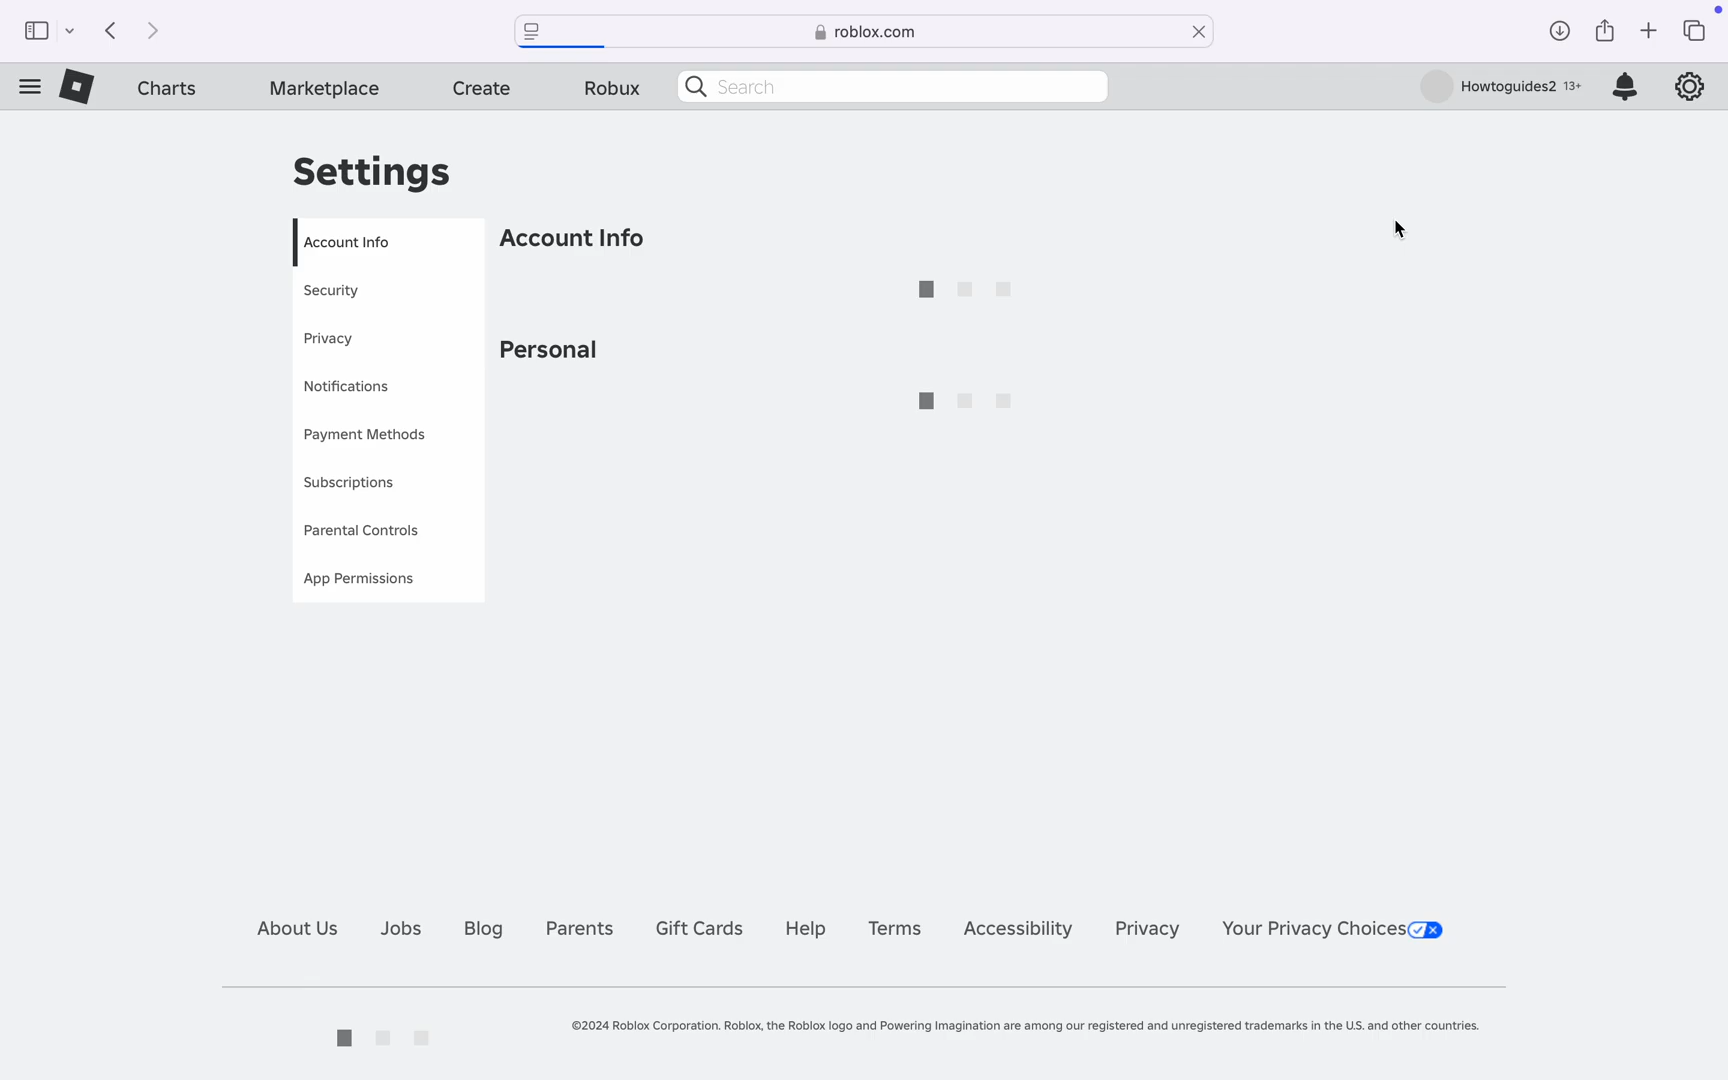 roblox.com
Charts
Marketplace
Create
Robux
Search
Howtoguides2 13+
Settings
Account Info
Security
Privacy
Notifications
Payment Methods
Subscriptions
Parental Controls
App Permissions
Account Info
Personal
About Us
Jobs
Blog
Parents
Gift Cards
Help
Terms
Accessibility
Privacy
Your Privacy Choices
©2024 Roblox Corporation. Roblox, the Roblox logo and Powering Imagination are among our registered and unregistered trademarks in the U.S. and other countries.